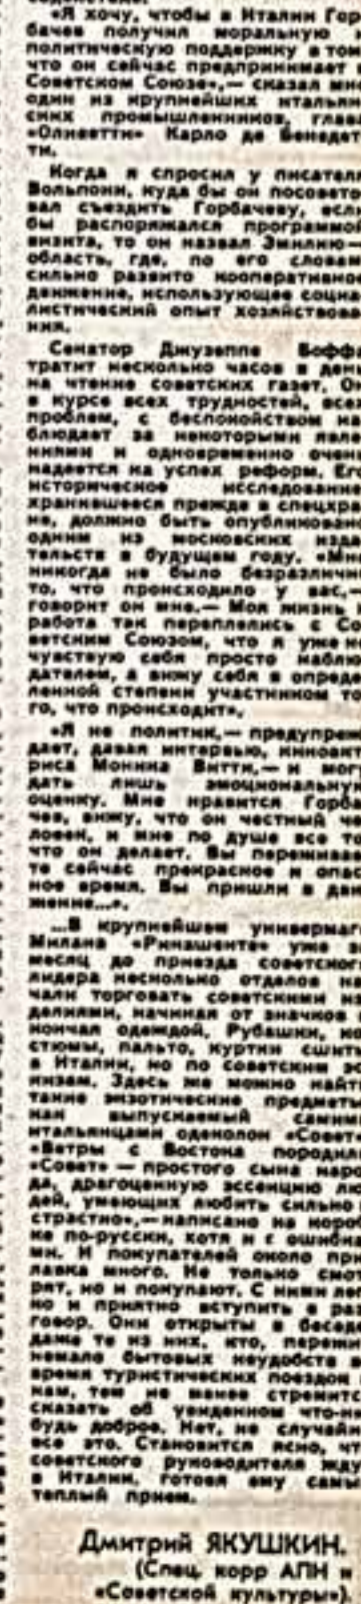 «Я хочу, чтобы в Италии Гор
бачев получил моральную и
политическую поддержку в том
что он сейчас предпринимает в
Советском Союзе»,— сказал мне
один из крупнейших итальян
ских промышленников, глава
«Оливетти» Карло де Бенедет
ти.
Когда я спросил у писателя
Вольпони, куда бы он посовето
вал съездить Горбачеву, если
бы распоряжался программой
визита, то он назвал Эмилию—
область, где, по его словам
сильно развито кооперативное
движение, использующее социа
листический опыт хозяйствова
ния.
Сенатор Джузеппе Боффа
тратит несколько часов в день
на чтение советских газет. Он
в курсе всех трудностей, всех
проблем, с беспокойством на
блюдает за некоторыми явле
ниями и одновременно очень
надеется на успех реформ. Его
историческое исследование
хранившееся прежде в спецхра
не, должно быть опубликовано
одним из московских изда
тельств в будущем году. «Мне
никогда не было безразлично
то, что происходило у вас,—
говорит он мне.— Моя жизнь и
работа так переплелись с Со
ветским Союзом, что я уже не
чувствую себя просто наблю
дателем, а вижу себя в опреде
ленной степени участником то
го, что происходит».
«Я не политик,— предупреж
дает, давая интервью, киноакт
риса Моника Витти,— и могу
дать лишь эмоциональную
оценку. Мне нравится Горба
чев, вижу, что он честный че
ловек, и мне по душе все то
что он делает. Вы переживае
те сейчас прекрасное и опас
ное время. Вы пришли в дви
жение...».
...В крупнейшем универмаге
Милана «Ринашенте» уже за
месяц до приезда советского
лидера несколько отделов на
чали торговать советскими из
делиями, начиная от значков и
кончая одеждой. Рубашки, ко
стюмы, пальто, куртки сшиты
в Италии, но по советским эс
кизам. Здесь же можно найти
такие экзотические предметы
как выпускаемый самими
итальянцами одеколон «Совет»
«Ветры с Востока породили
«Совет» — простого сына наро
да, драгоценную эссенцию лю
дей, умеющих любить сильно и
страстно»,— написано на короб
ке по-русски, хотя и с ошибка
ми. И покупателей около при
лавка много. Не только смот
рят, но и покупают. С ними лег
ко и приятно вступить в раз
говор. Они открыты в беседе
даже те из них, кто, пережив
немало бытовых неудобств во
время туристических поездок к
нам, тем не менее стремится
сказать об увиденном что-ни
будь доброе. Нет, не случайно
все это. Становится ясно, что
советского руководителя ждут
в Италии, готовя ему самый
теплый прием.
Дмитрий ЯКУШКИН.
(Спец. корр АПН и
«Советской культуры»).